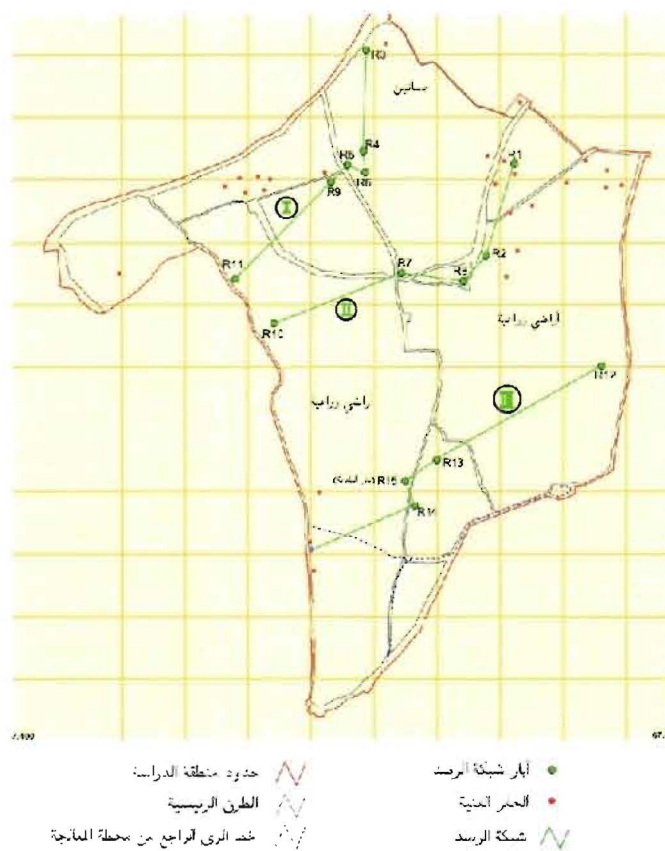 R3
بساتين
R4
R1
R5
R6
R9
I
R11
R7
R2
R8
II
R10
أراضي زراعية
R12
III
راضي زراعية
R13
R15
R14
حدود منطقة الدراسة
آبار شبكة الرصد
الطرق الرئيسية
الحفر الفنية
خط الري الراجع من محطة المعالجة
شبكة الرصد